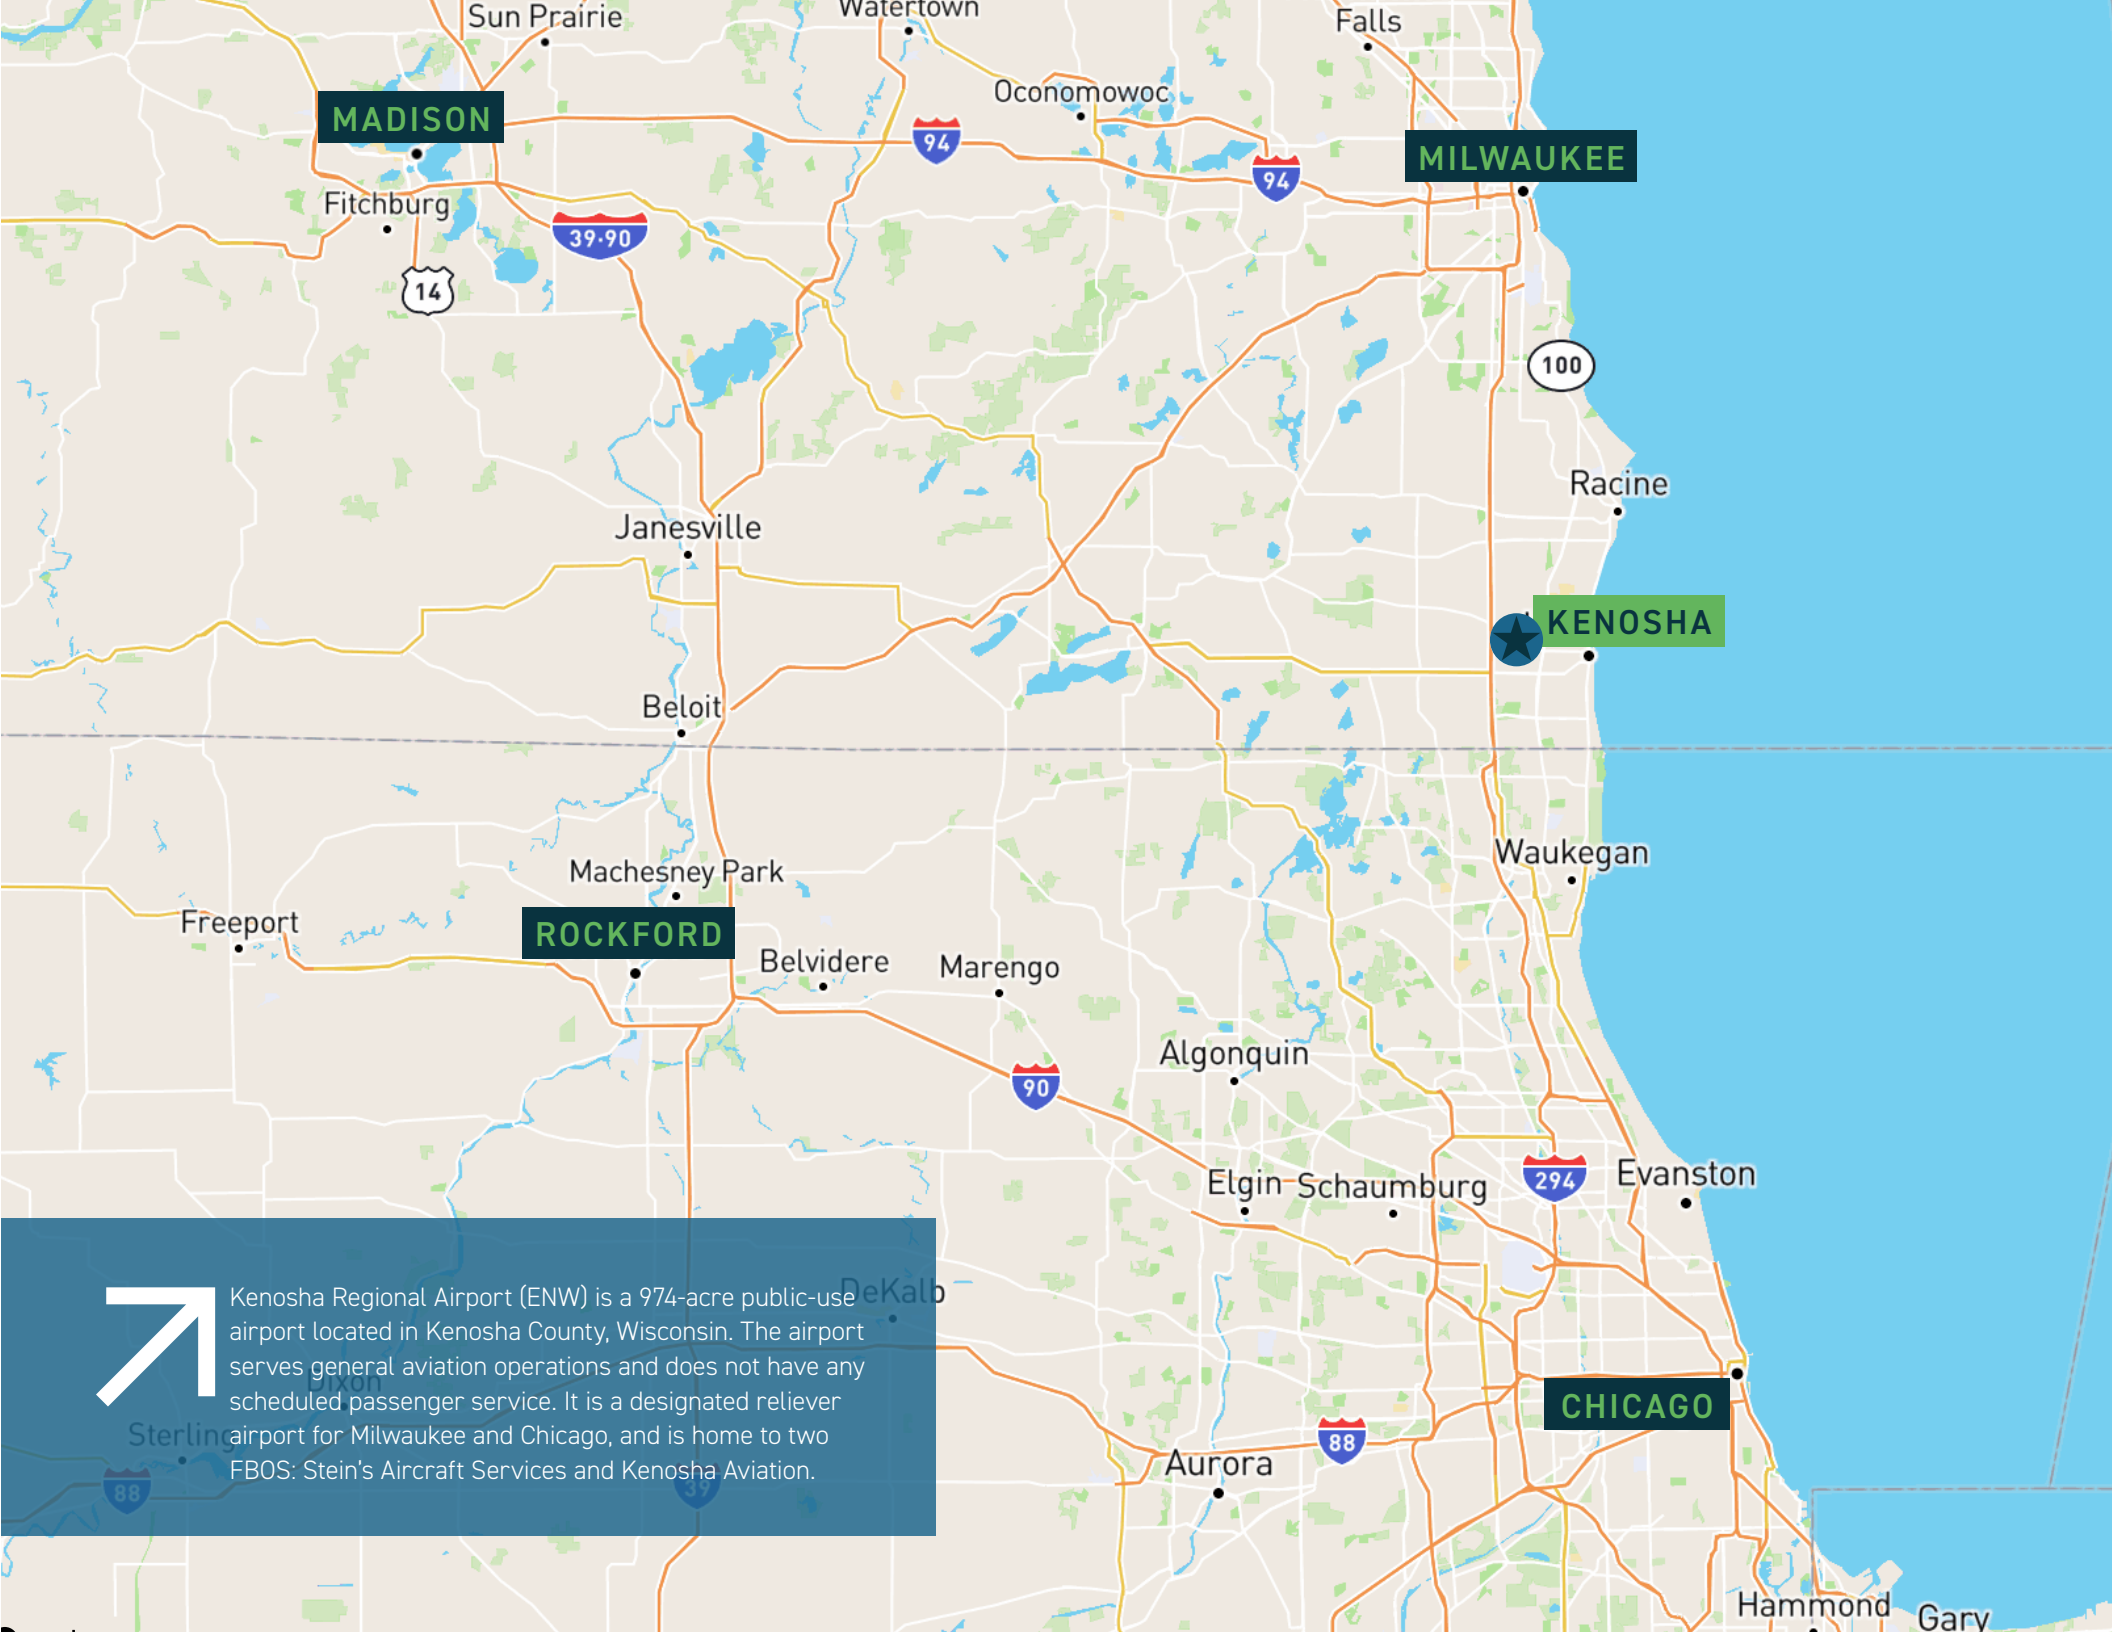 Sun Prairie
Watertown
Falls
Oconomowoc
MADISON
94
94
MILWAUKEE
Fitchburg
39·90
14
100
Racine
Janesville
KENOSHA
Beloit
Waukegan
Machesney Park
Freeport
ROCKFORD
Belvidere
Marengo
Algonquin
90
Elgin
Schaumburg
294
Evanston
DeKalb
Kenosha Regional Airport (ENW) is a 974-acre public-use
airport located in Kenosha County, Wisconsin. The airport
serves general aviation operations and does not have any
scheduled passenger service. It is a designated reliever
airport for Milwaukee and Chicago, and is home to two
FBOS: Stein's Aircraft Services and Kenosha Aviation.
Dixon
Sterling
88
39
CHICAGO
88
Aurora
Hammond
Gary